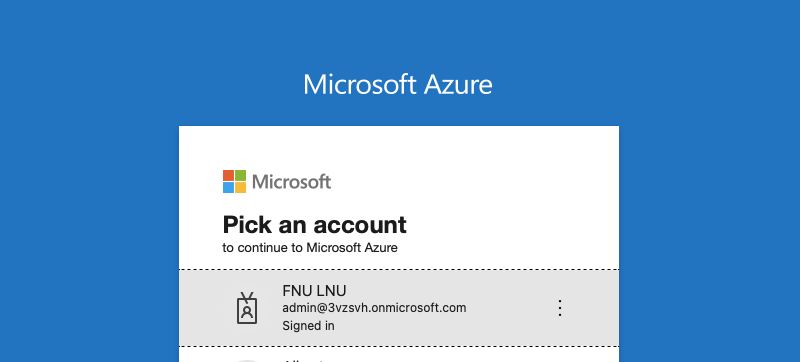 Microsoft Azure
Microsoft
Pick an account
to continue to Microsoft Azure
FNU LNU
admin@3vzsvh.onmicrosoft.com
Signed in